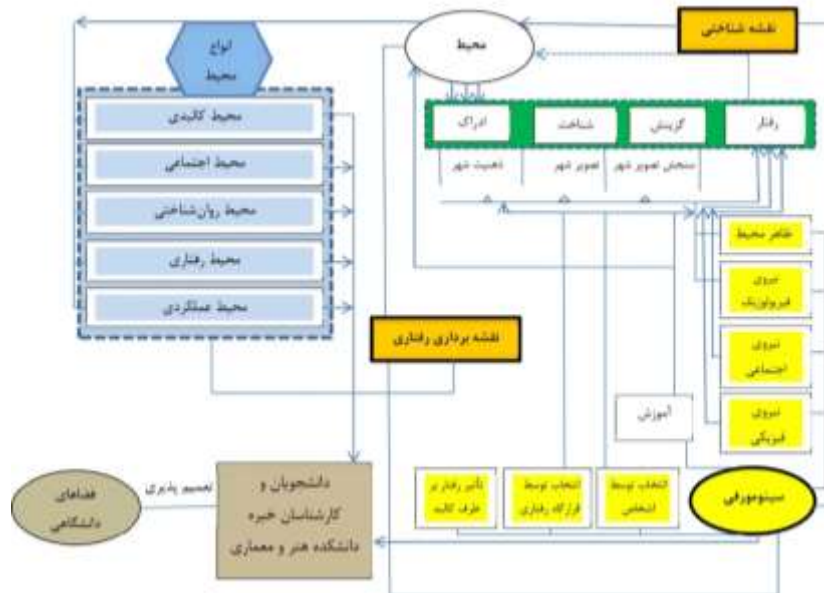 نقشه شناختی
محیط
انواع
محیط
محیط کالبدی
محیط اجتماعی
محیط روان‌شناختی
محیط رفتاری
محیط عملکردی
ادراک
شناخت
گزینش
رفتار
ذهنیت شهر
تصویر شهر
سنجش تصویر شهر
ظاهر محیط
نیروی
فیزیولوژیک
نیروی
اجتماعی
نیروی
فیزیکی
نقشه برداری رفتاری
آموزش
تأثیر رفتار بر
ظرف کالبد
انتخاب توسط
قرارگاه رفتاری
انتخاب توسط
اشخاص
سینومورفی
دانشجویان و
کارشناسان خبره
دانشکده هنر و معماری
تعمیم پذیری
فضاهای
دانشگاهی